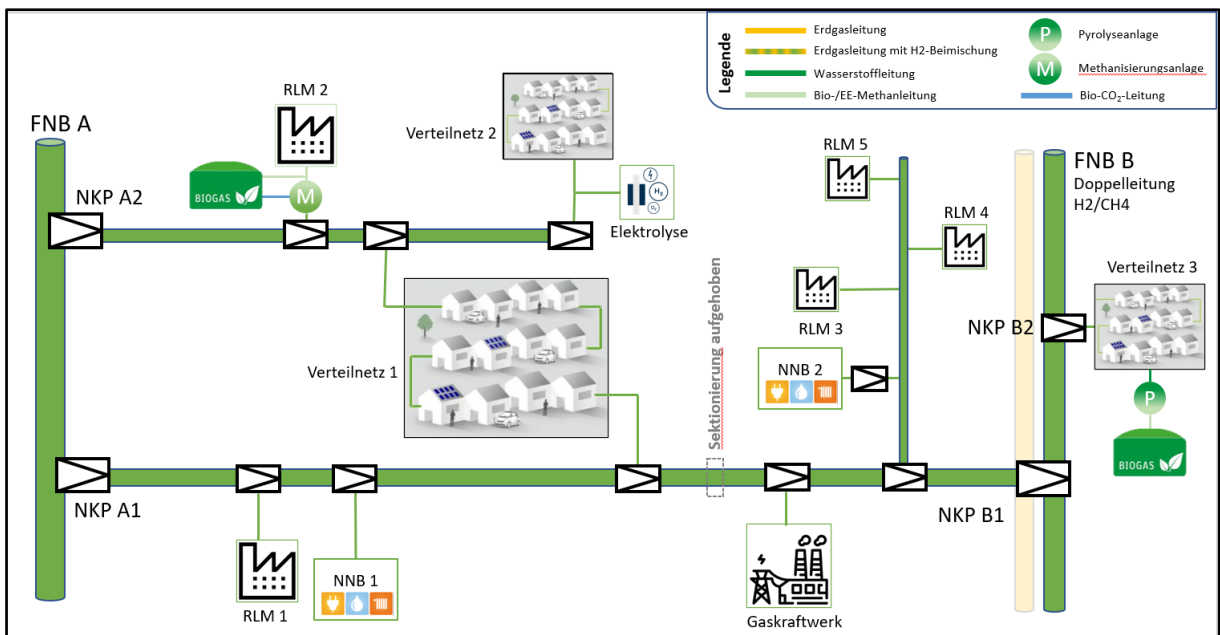 Legende
Erdgasleitung
Erdgasleitung mit H2-Beimischung
Wasserstoffleitung
Bio-/EE-Methanleitung
P
Pyrolyseanlage
M
Methanisierungsanlage
Bio-CO₂-Leitung
FNB A
RLM 2
BIOGAS
M
NKP A2
Verteilnetz 2
H₂
O₂
Elektrolyse
Verteilnetz 1
Sektionierung aufgehoben
RLM 5
RLM 4
RLM 3
NNB 2
FNB B
Doppelleitung
H2/CH4
Verteilnetz 3
NKP B2
P
BIOGAS
NKP A1
NKP B1
RLM 1
NNB 1
Gaskraftwerk